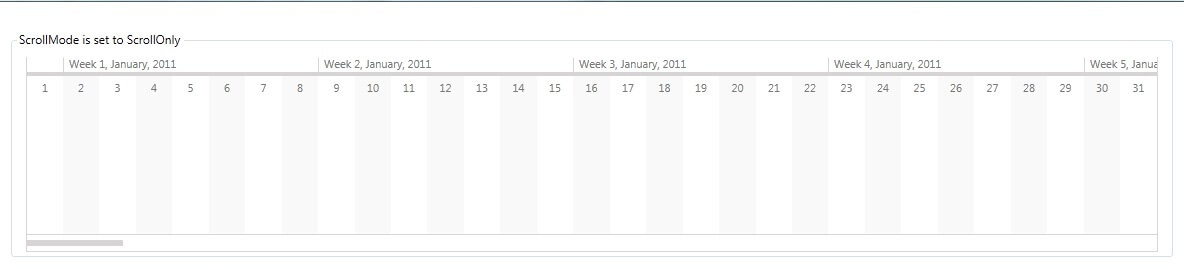 ScrollMode is set to ScrollOnly
Week 1, January, 2011 Week 2, January, 2011 Week 3, January, 2011 Week 4, January, 2011 Week 5, Janua
1 2 3 4 5 6 7 8 9 10 11 12 13 14 15 16 17 18 19 20 21 22 23 24 25 26 27 28 29 30 31